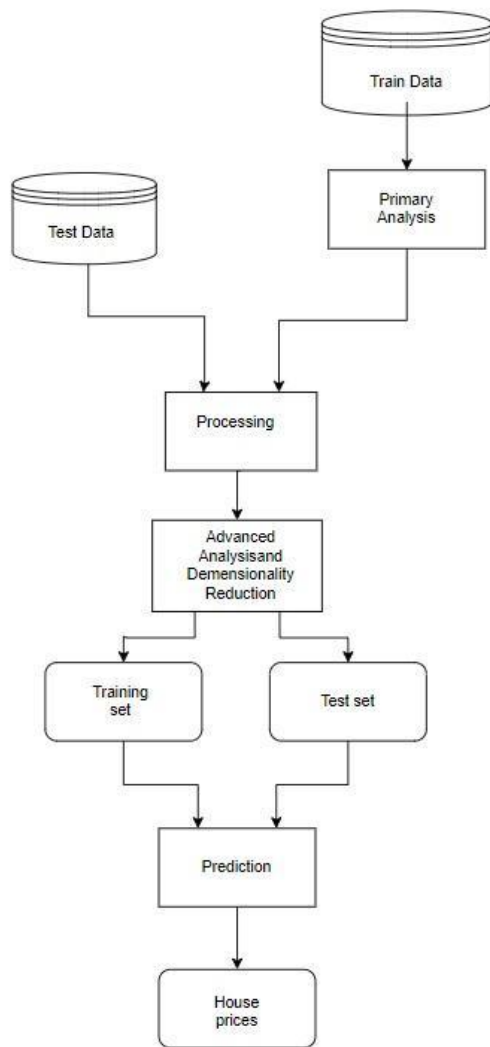 Train Data
Primary
Analysis
Test Data
Processing
Advanced
Analysisand
Demensionality
Reduction
Training
set
Test set
Prediction
House
prices